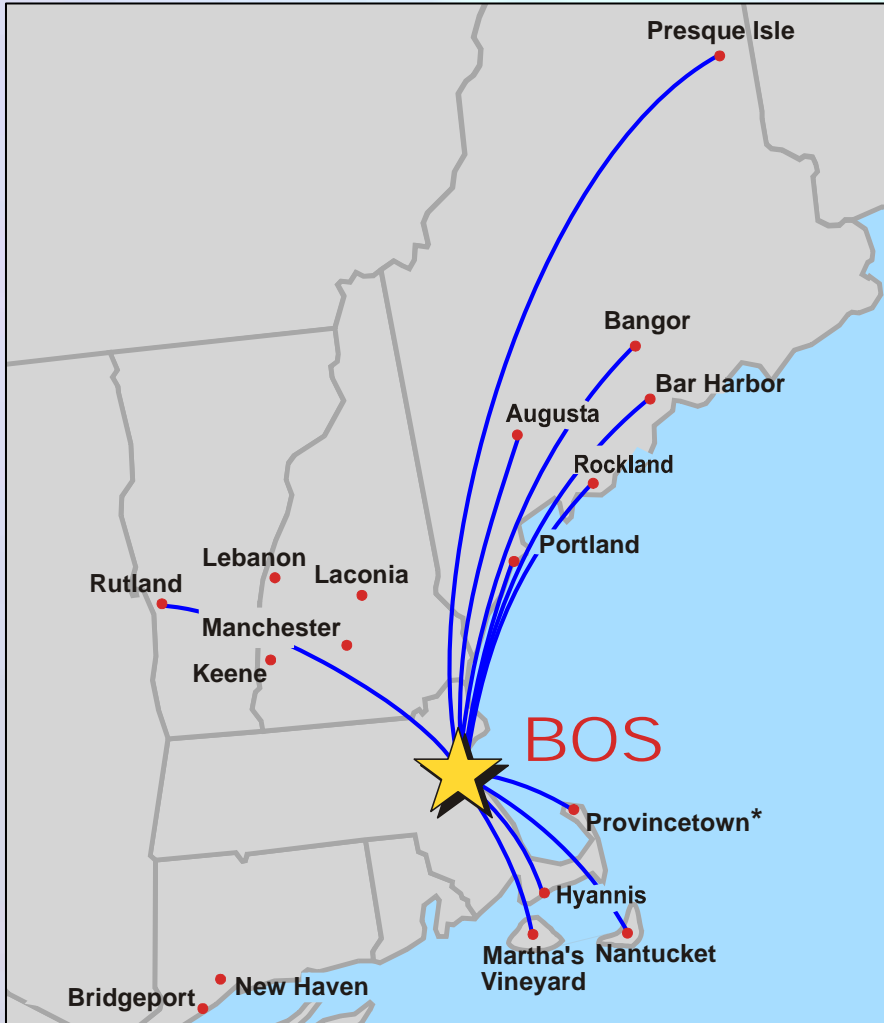 Presque Isle
Bangor
Bar Harbor
Augusta
Rockland
Portland
Lebanon
Laconia
Rutland
Manchester
Keene
BOS
Provincetown*
Hyannis
Martha's
Vineyard
Nantucket
New Haven
Bridgeport